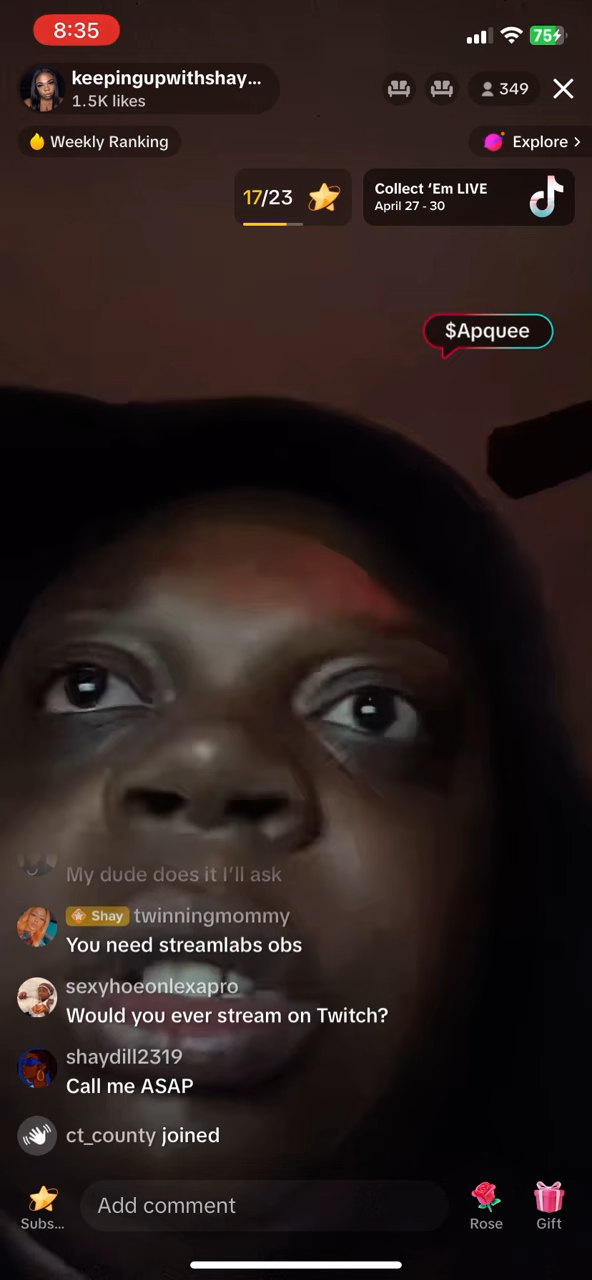 8:35
75
keepingupwithshay...
1.5K likes
349
Weekly Ranking
Explore >
17/23
Collect ‘Em LIVE
April 27 - 30
$Apquee
My dude does it I'll ask
Shay twinningmommy
You need streamlabs obs
sexyhoeonlexapro
Would you ever stream on Twitch?
shaydill2319
Call me ASAP
ct_county joined
Subs...
Add comment
Rose
Gift